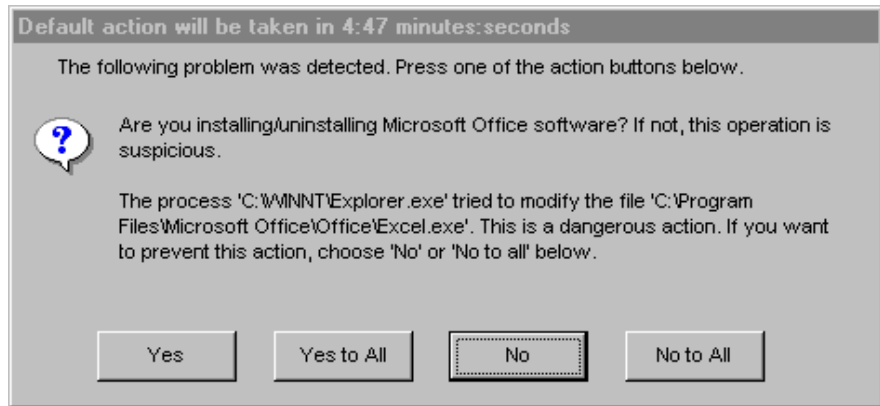 Default action will be taken in 4:47 minutes:seconds
The following problem was detected. Press one of the action buttons below.
?
Are you installing/uninstalling Microsoft Office software? If not, this operation is
suspicious.
The process 'C:\WINNT\Explorer.exe' tried to modify the file 'C:\Program
Files\Microsoft Office\Office\Excel.exe'. This is a dangerous action. If you want
to prevent this action, choose 'No' or 'No to all' below.
Yes Yes to All No No to All